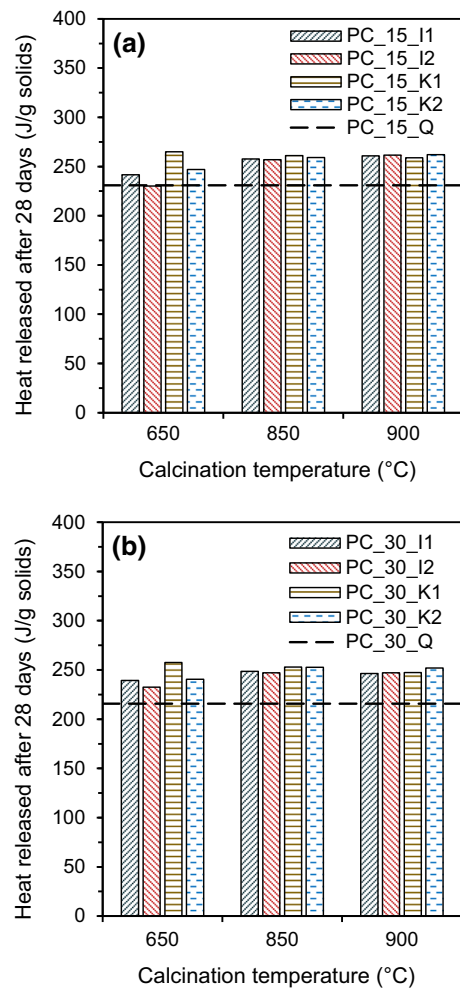 400
350
300
250
200
150
100
50
0
Heat released after 28 days (J/g solids)
(a)
PC_15_I1
PC_15_I2
PC_15_K1
PC_15_K2
PC_15_Q
650 850 900
Calcination temperature (°C)
400
350
300
250
200
150
100
50
0
Heat released after 28 days (J/g solids)
(b)
PC_30_I1
PC_30_I2
PC_30_K1
PC_30_K2
PC_30_Q
650 850 900
Calcination temperature (°C)